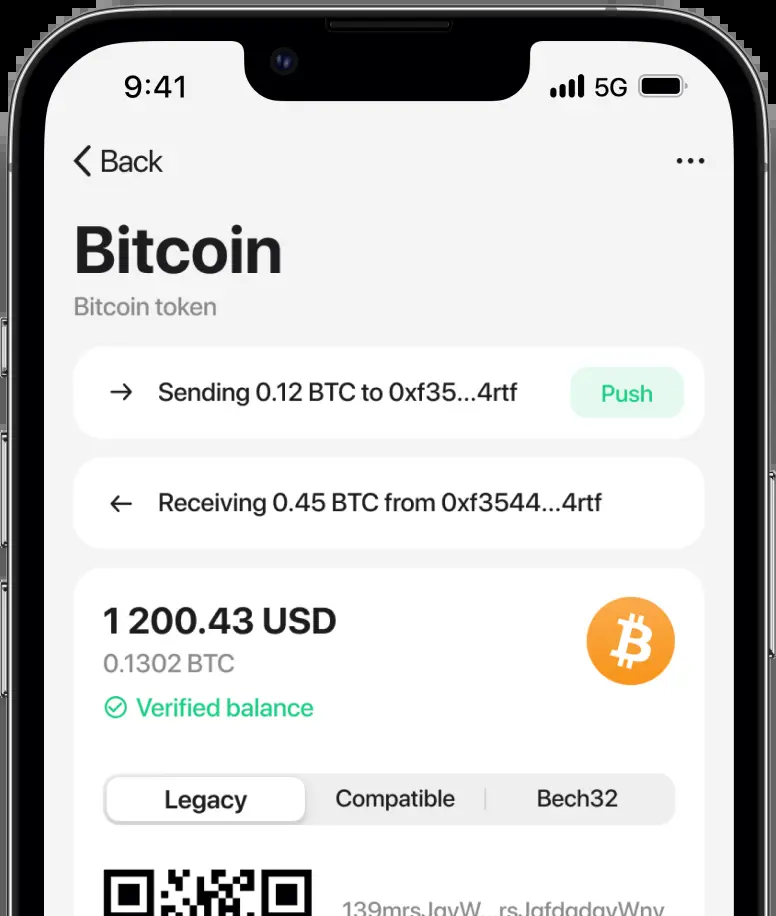 9:41
5G
Back
Bitcoin
Bitcoin token
Sending 0.12 BTC to 0xf35...4rtf
Push
Receiving 0.45 BTC from 0xf3544...4rtf
1 200.43 USD
0.1302 BTC
Verified balance
Legacy
Compatible
Bech32